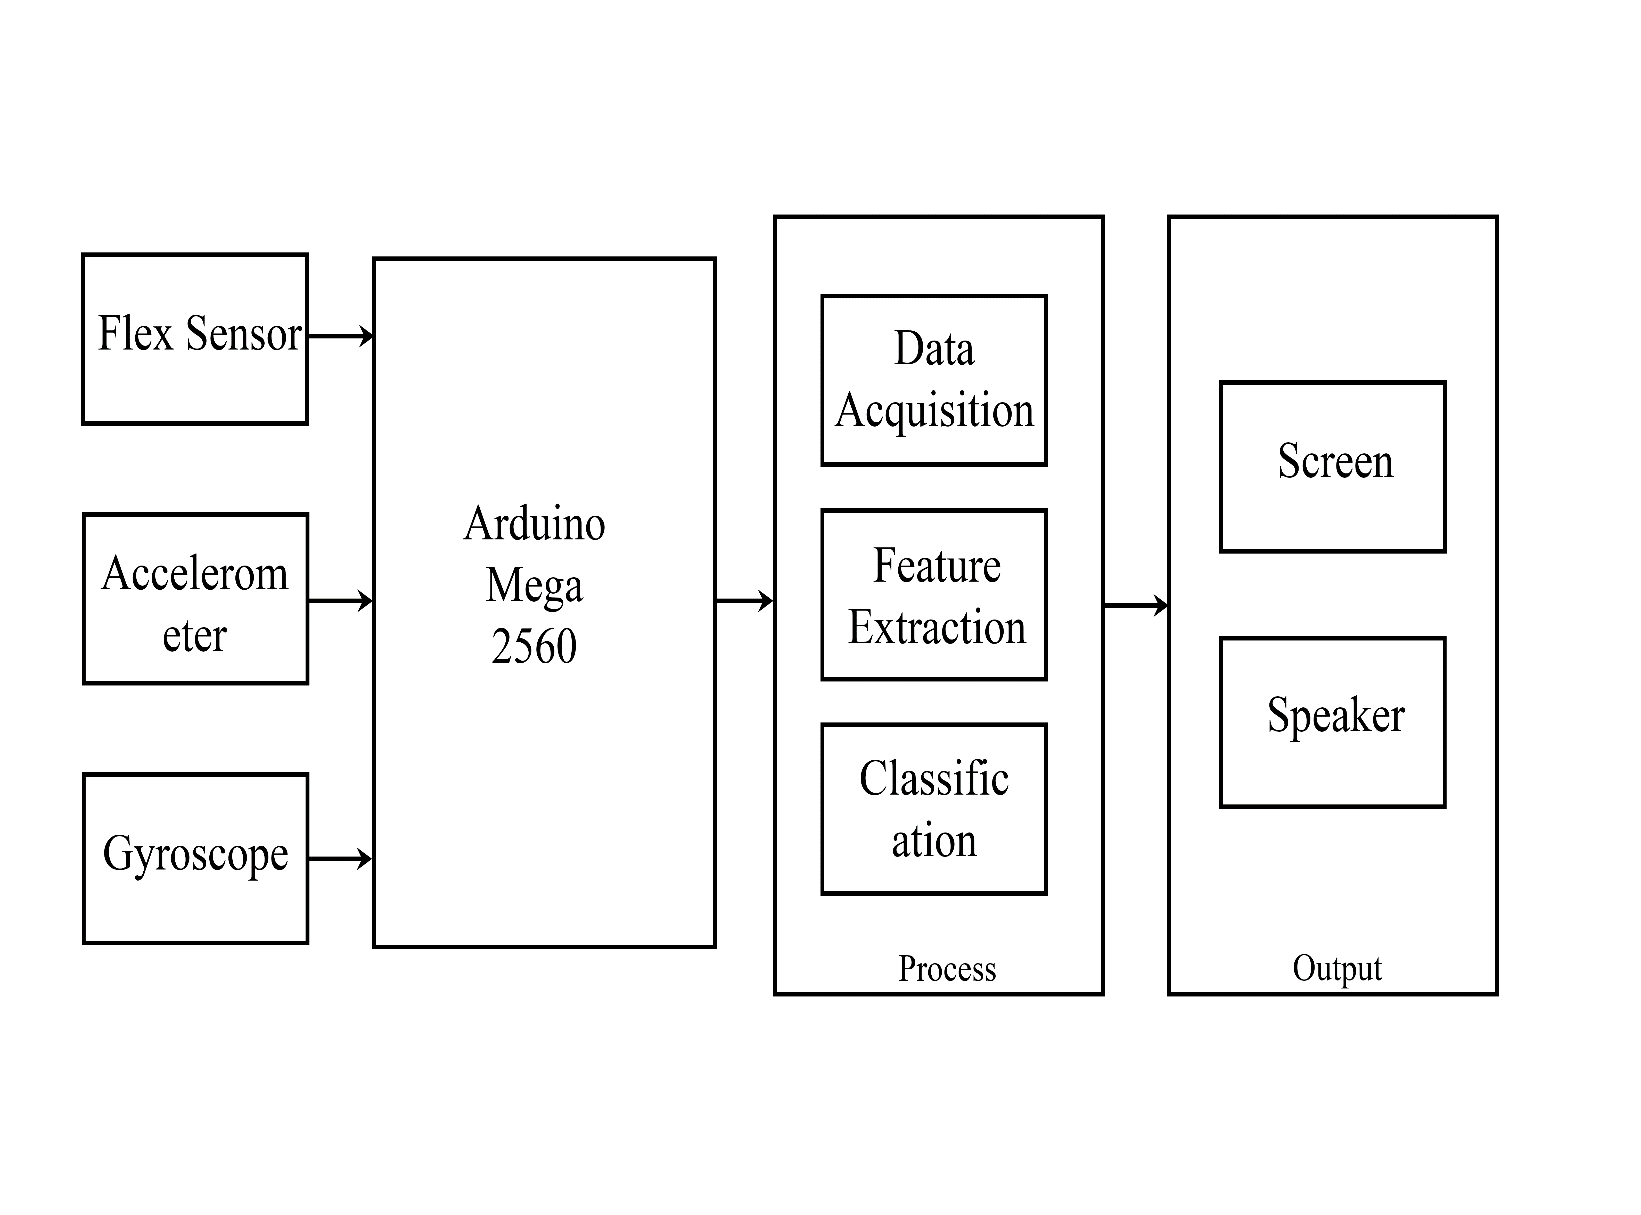 Flex Sensor
Accelerom
eter
Gyroscope
Arduino
Mega
2560
Data
Acquisition
Feature
Extraction
Classific
ation
Process
Screen
Speaker
Output